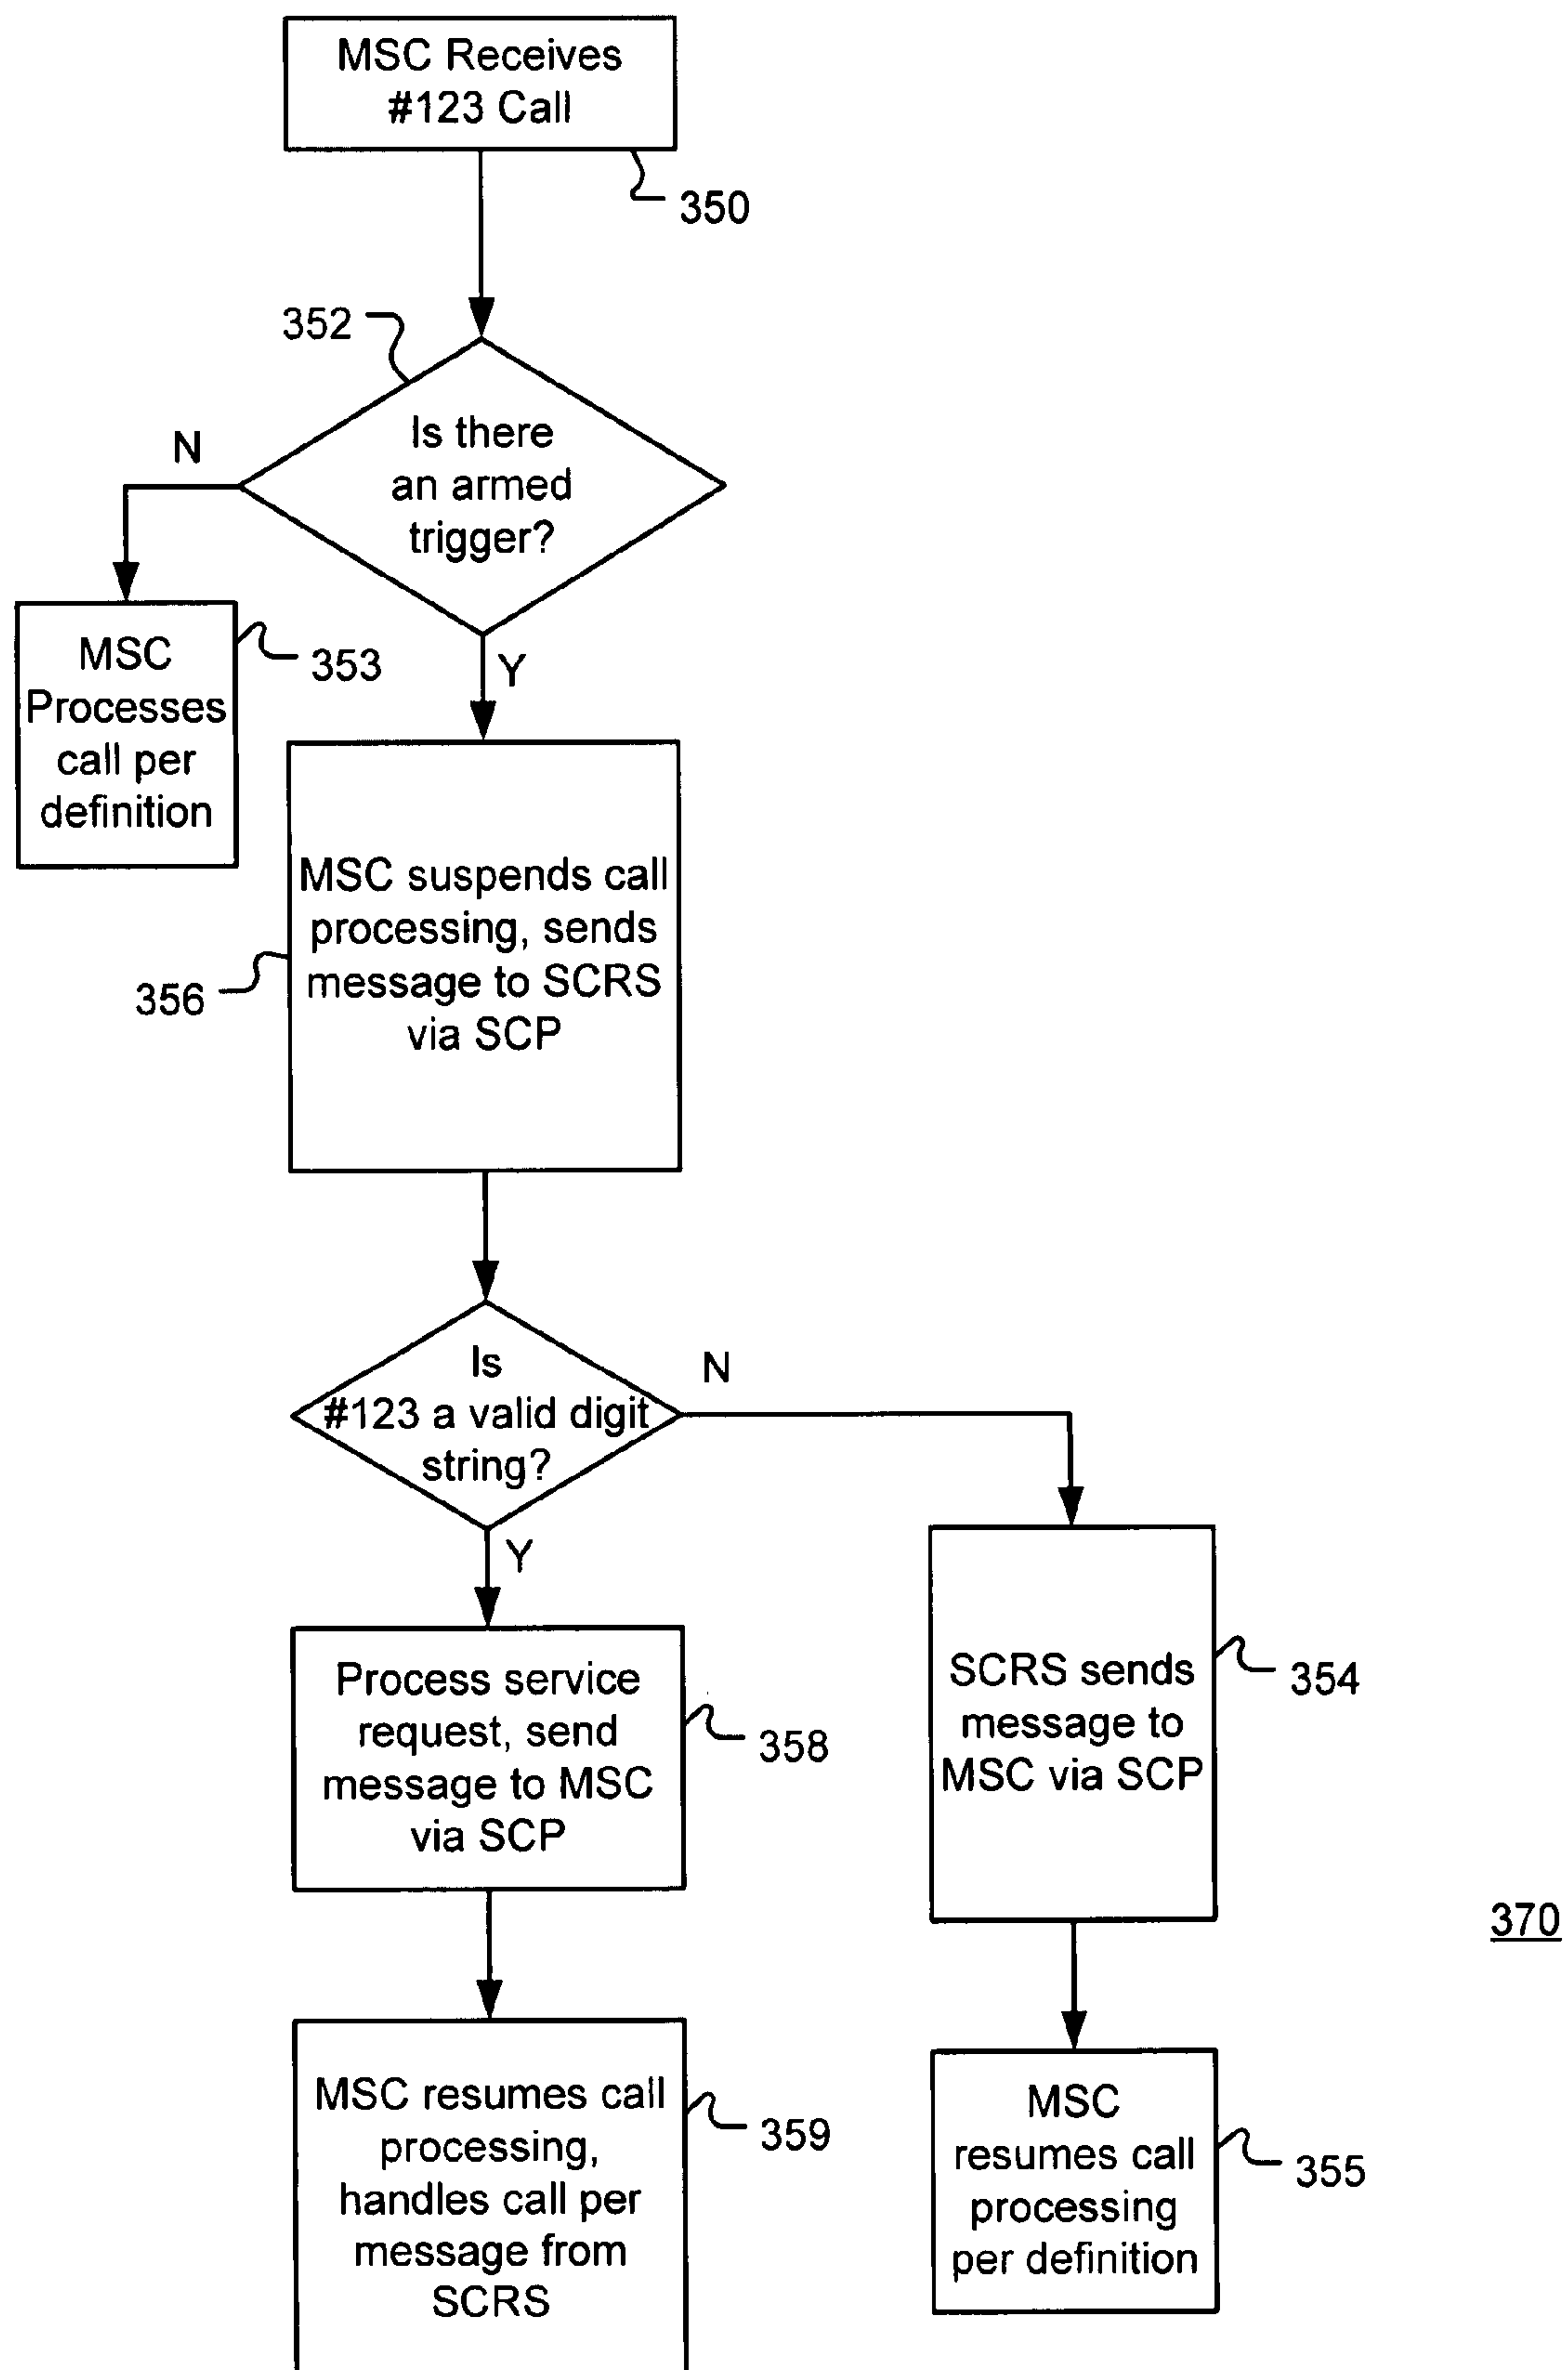 MSC Receives
#123 Call
350
352
Is there
an armed
trigger?
N
Y
MSC
Processes
call per
definition
353
MSC suspends call
processing, sends
message to SCRS
via SCP
356
Is
#123 a valid digit
string?
N
Y
Process service
request, send
message to MSC
via SCP
358
SCRS sends
message to
MSC via SCP
354
370
MSC resumes call
processing,
handles call per
message from
SCRS
359
MSC
resumes call
processing
per definition
355